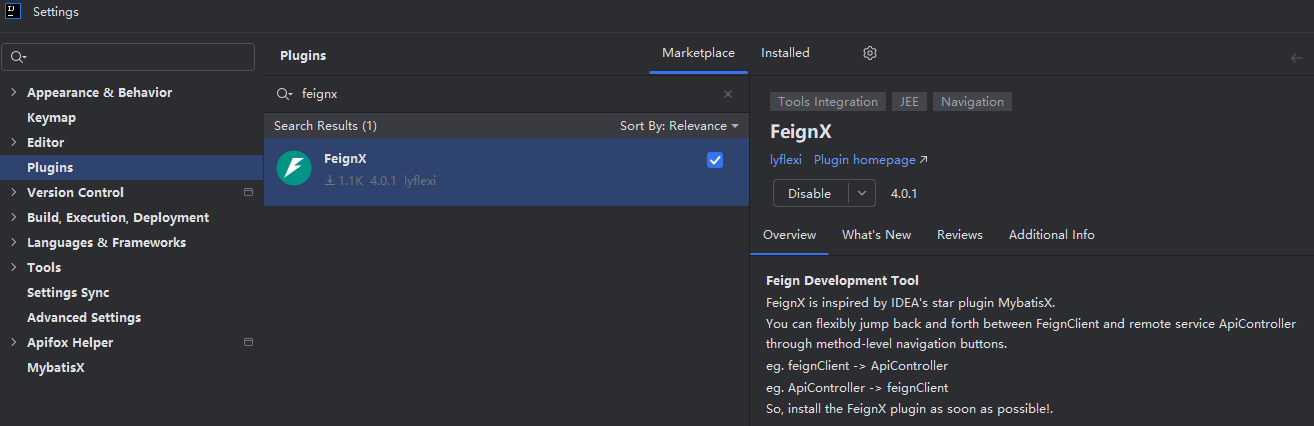 Settings
Appearance & Behavior
Keymap
Editor
Plugins
Version Control
Build, Execution, Deployment
Languages & Frameworks
Tools
Settings Sync
Advanced Settings
Apifox Helper
MybatisX
Plugins
Marketplace
Installed
feignx
Search Results (1)
Sort By: Relevance
FeignX
1.1K 4.0.1 lyflexi
Tools Integration JEE Navigation
FeignX
lyflexi Plugin homepage ↗
Disable 4.0.1
Overview What's New Reviews Additional Info
Feign Development Tool
FeignX is inspired by IDEA's star plugin MybatisX.
You can flexibly jump back and forth between FeignClient and remote service ApiController
through method-level navigation buttons.
eg. feignClient -> ApiController
eg. ApiController -> feignClient
So, install the FeignX plugin as soon as possible!.